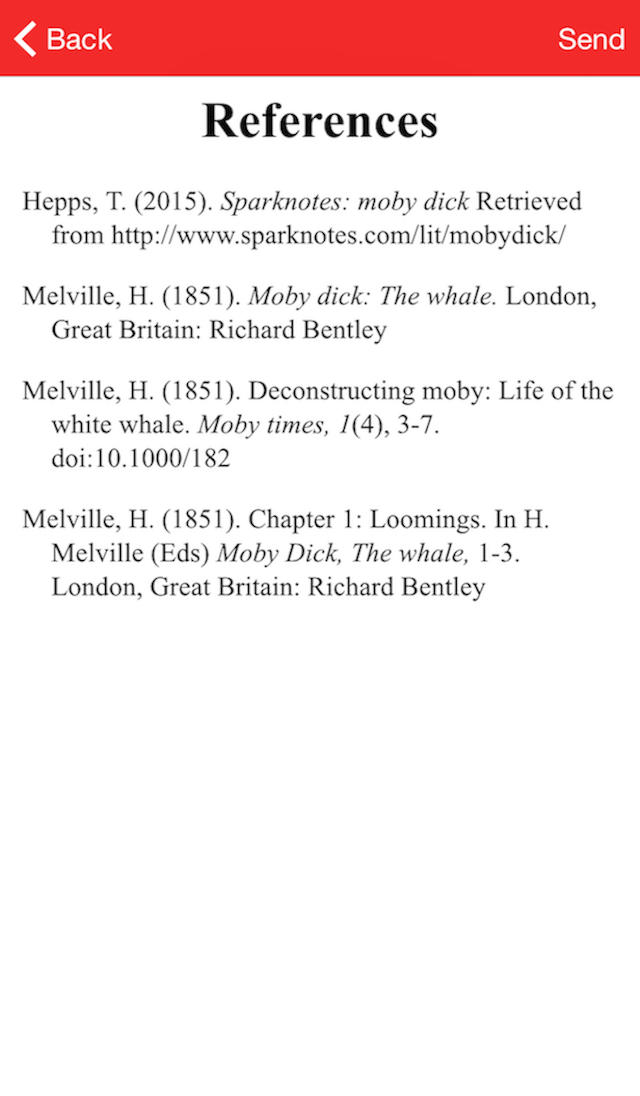 Back
Send
References
Hepps, T. (2015). Sparknotes: moby dick Retrieved
from http://www.sparknotes.com/lit/mobydick/
Melville, H. (1851). Moby dick: The whale. London,
Great Britain: Richard Bentley
Melville, H. (1851). Deconstructing moby: Life of the
white whale. Moby times, 1(4), 3-7.
doi:10.1000/182
Melville, H. (1851). Chapter 1: Loomings. In H.
Melville (Eds) Moby Dick, The whale, 1-3.
London, Great Britain: Richard Bentley